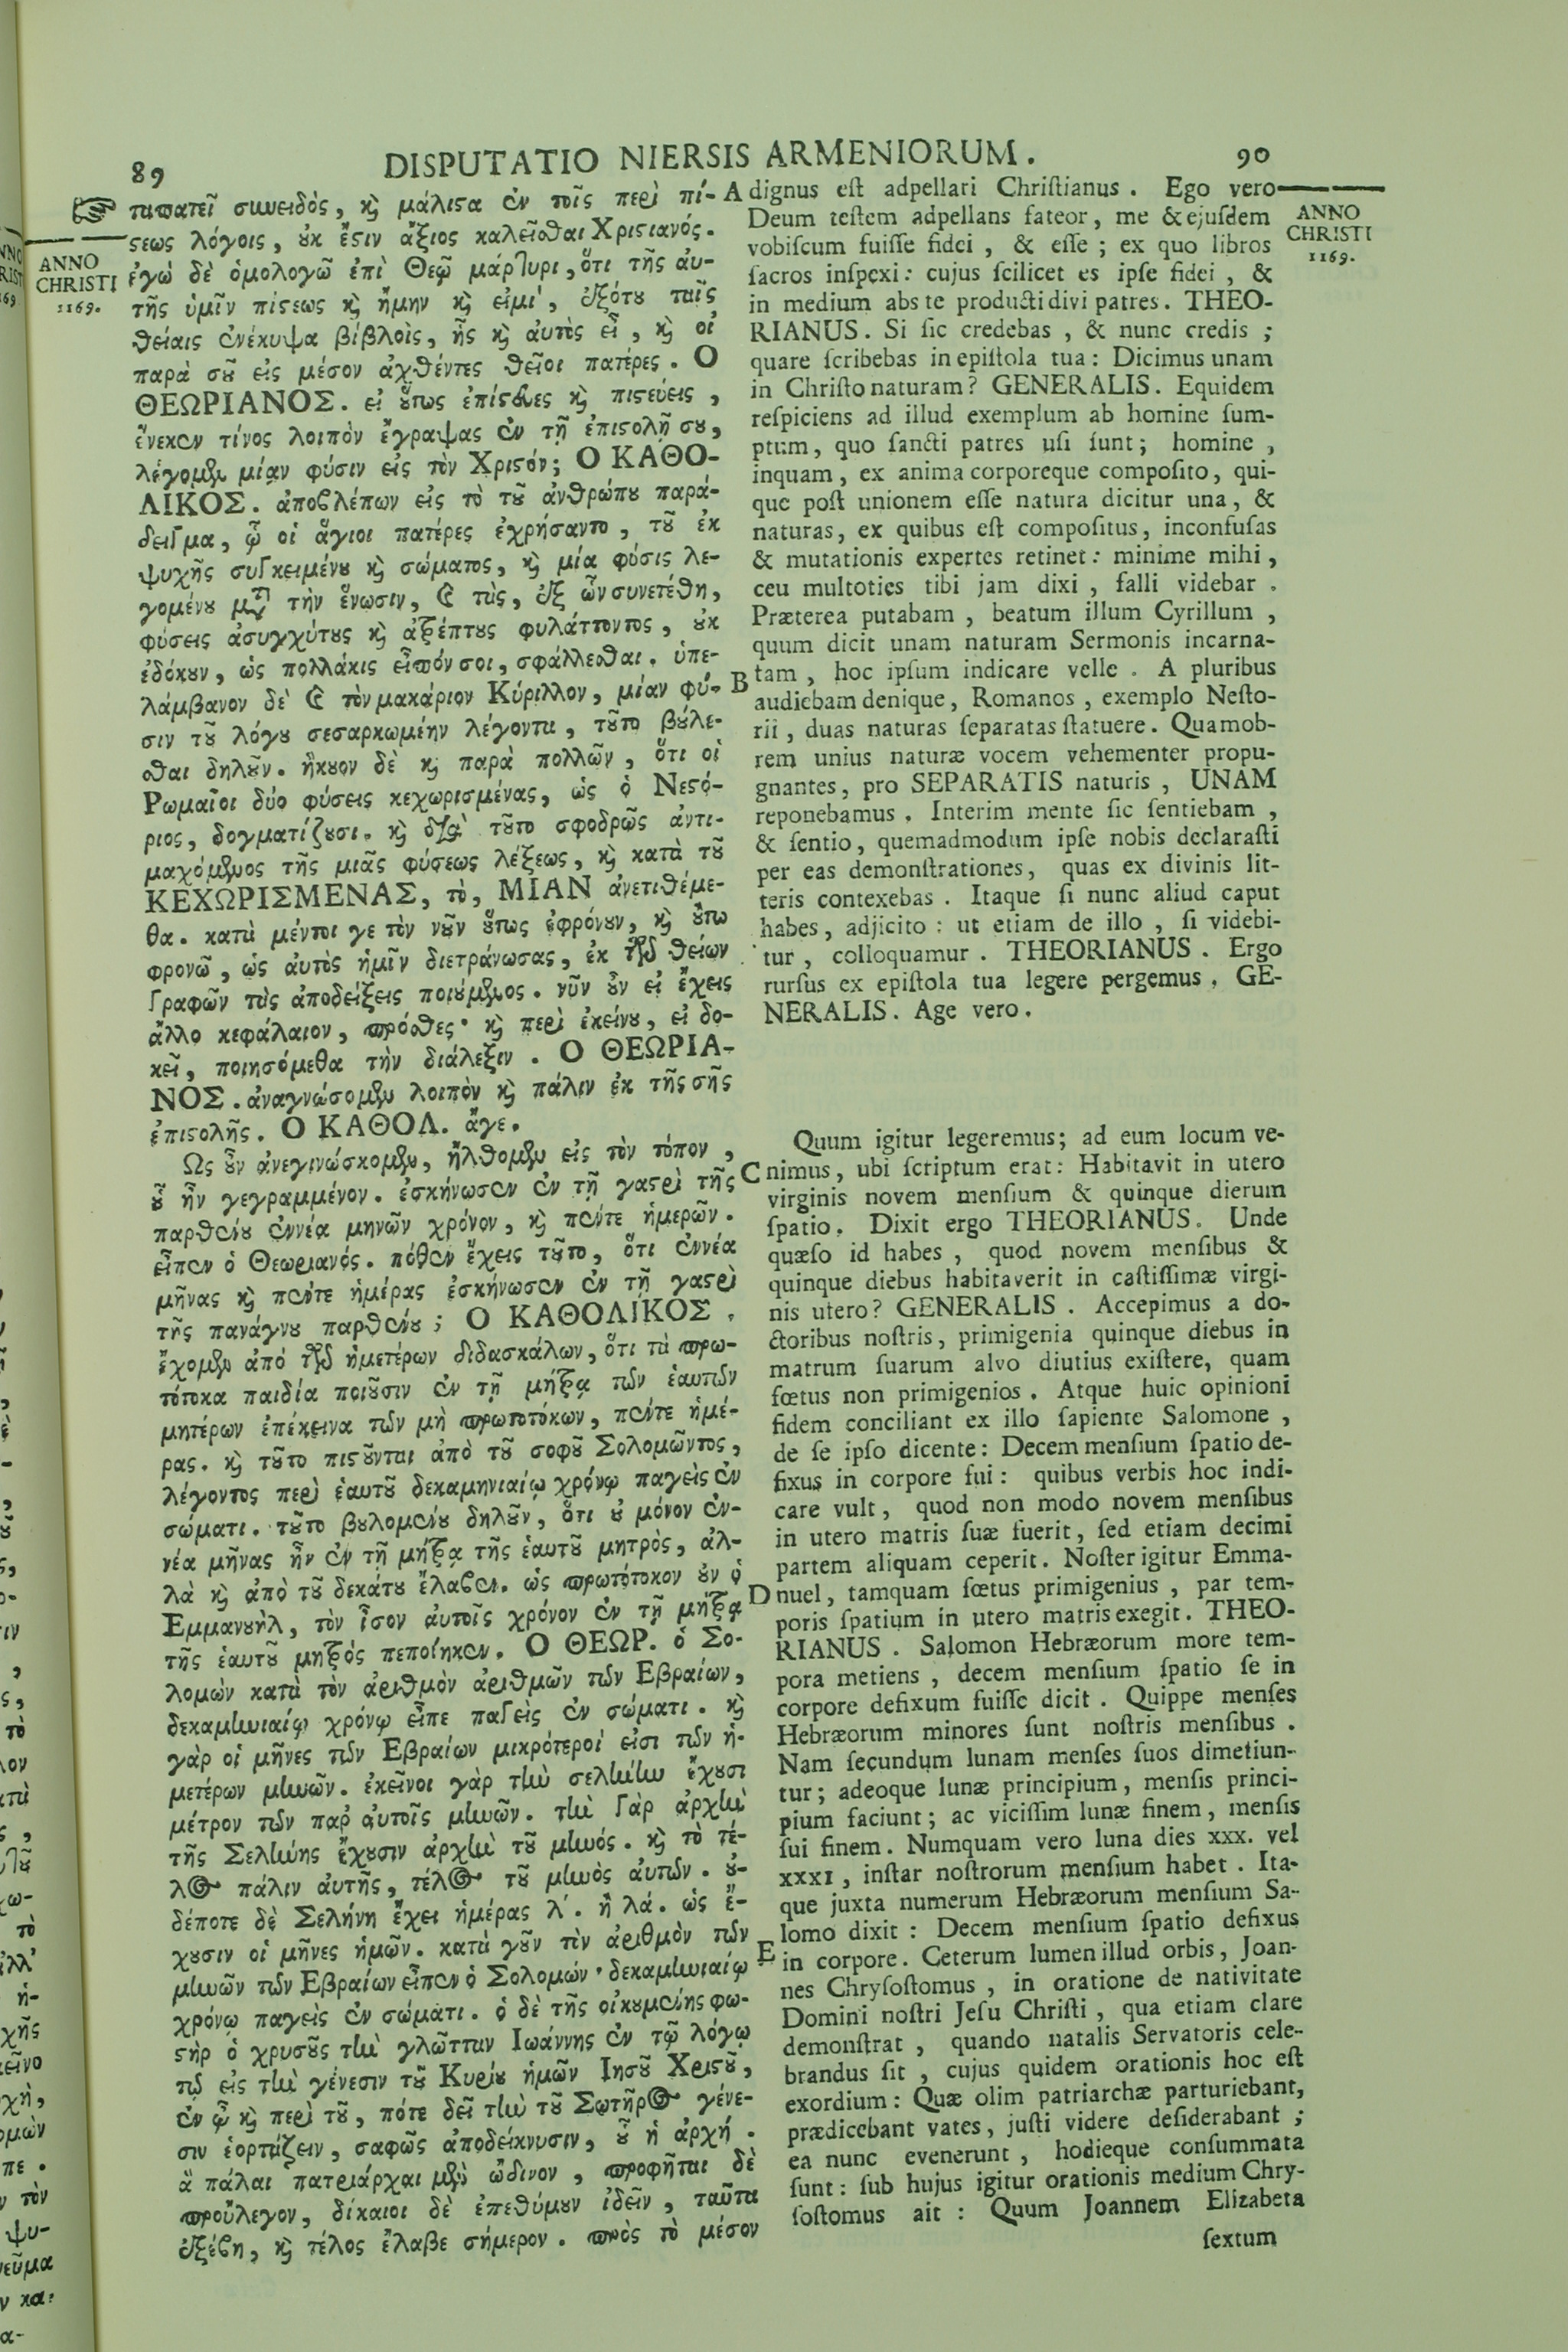 89
DISPUTATIO NIERSIS ARMENIORUM.
90
ANNO
CHRISTI
1169.
τιπατεῖ συνειδὸς, καὶ μάλιστα ἐν τοῖς περὶ πί-
στεως λόγοις, οὐκ ἔστιν ἄξιος καλεῖσθαι Χριστιανός.
ἐγὼ δὲ ὁμολογῶ ἐπὶ Θεῷ μάρτυρι, ὅτι τῆς αὐ-
τῆς ὑμῖν πίστεως καὶ ἤμην καὶ εἰμὶ, ἐξότου ταῖς
θείαις ἐνέκυψα βίβλοις, ἧς καὶ αὐτὸς εἶ, καὶ οἱ
παρὰ σοῦ εἰς μέσον ἀχθέντες θεῖοι πατέρες. Ο
ΘΕΩΡΙΑΝΟΣ. εἰ οὕτως ἐπίστευες καὶ πιστεύεις,
ἕνεκεν τίνος λοιπὸν ἔγραψας ἐν τῇ ἐπιστολῇ σου,
λέγομεν μίαν φύσιν εἰς τὸν Χριστόν; Ο ΚΑΘΟ-
ΛΙΚΟΣ. ἀποβλέπων εἰς τὸ τοῦ ἀνθρώπου παρά-
δειγμα, ᾧ οἱ ἅγιοι πατέρες ἐχρήσαντο, τοῦ ἐκ
ψυχῆς συγκειμένου καὶ σώματος, καὶ μία φύσις λε-
γομένου μετὰ τὴν ἕνωσιν, καὶ τὰς, ἐξ ὧν συνετέθη,
φύσεις ἀσυγχύτους καὶ ἀτρέπτους φυλάττοντος, οὐκ
ἐδόκουν, ὡς πολλάκις εἶπόν σοι, σφάλλεσθαι. ὑπε-
λάμβανον δὲ καὶ τὸν μακάριον Κύριλλον, μίαν φύ-
σιν τοῦ λόγου σεσαρκωμένην λέγοντα, τοῦτο βούλε-
σθαι δηλοῦν. ἤκουον δὲ καὶ παρὰ πολλῶν, ὅτι οἱ
Ρωμαῖοι δύο φύσεις κεχωρισμένας, ὡς ὁ Νεστό-
ριος, δογματίζουσι. καὶ διὰ τοῦτο σφοδρῶς ἀντι-
μαχόμενος τῆς μιᾶς φύσεως λέξεως, καὶ κατὰ τοῦ
ΚΕΧΩΡΙΣΜΕΝΑΣ, τὸ, ΜΙΑΝ ἀνετιθέμε-
θα. κατὰ μέντοι γε τὸν νοῦν οὕτως ἐφρόνουν, καὶ οὕτω
φρονῶ, ὡς αὐτὸς ἡμῖν διετράνωσας, ἐκ τῶν θείων
Γραφῶν τὰς ἀποδείξεις ποιούμενος. νῦν οὖν εἰ ἔχεις
ἄλλο κεφάλαιον, πρόσθες· καὶ περὶ ἐκείνου, εἰ δο-
κεῖ, ποιησόμεθα τὴν διάλεξιν. Ο ΘΕΩΡΙΑ-
ΝΟΣ. ἀναγνώσομεν λοιπὸν καὶ πάλιν ἐκ τῆς σῆς
ἐπιστολῆς. Ο ΚΑΘΟΛ. ἄγε.
Ως οὖν ἀνεγινώσκομεν, ἤλθομεν εἰς τὸν τόπον,
οὗ ἦν γεγραμμένον. ἐσκήνωσεν ἐν τῇ γαστρὶ τῆς
παρθένου ἐννέα μηνῶν χρόνον, καὶ πέντε ἡμερῶν.
εἶπεν ὁ Θεωριανός. πόθεν ἔχεις τοῦτο, ὅτι ἐννέα
μῆνας καὶ πέντε ἡμέρας ἐσκήνωσεν ἐν τῇ γαστρὶ
τῆς πανάγνου παρθένου; Ο ΚΑΘΟΛΙΚΟΣ.
ἔχομεν ἀπό τῶν ἡμετέρων διδασκάλων, ὅτι τὰ πρω-
τότοκα παιδία ποιοῦσιν ἐν τῇ μήτρᾳ τῶν ἑαυτῶν
μητέρων ἐπέκεινα τῶν μὴ πρωτοτόκων, πέντε ἡμέ-
ρας. καὶ τοῦτο πιστοῦνται ἀπὸ τοῦ σοφοῦ Σολομῶντος,
λέγοντος περὶ ἑαυτοῦ δεκαμηνιαίῳ χρόνῳ παγεὶς ἐν
σώματι. τοῦτο βουλομένου δηλοῦν, ὅτι οὐ μόνον ἐν-
νέα μῆνας ἦν ἐν τῇ μήτρᾳ τῆς ἑαυτοῦ μητρὸς, ἀλ-
λὰ καὶ ἀπὸ τοῦ δεκάτου ἔλαβεν. ὡς πρωτότοκον οὖν ὁ
Εμμανουὴλ, τὸν ἶσον αὐτοῖς χρόνον ἐν τῇ μήτρᾳ
τῆς ἑαυτοῦ μητρός πεποίηκεν. Ο ΘΕΩΡ. ὁ Σο-
λομὼν κατὰ τὸν ἀριθμὸν ἀριθμῶν τῶν Εβραίων,
δεκαμηνιαίῳ χρόνῳ εἶπε παγεὶς ἐν σώματι. καὶ
γὰρ οἱ μῆνες τῶν Εβραίων μικρότεροί εἰσι τῶν ἡ-
μετέρων μηνῶν. ἐκεῖνοι γὰρ τὴν σελήνην ἔχουσι
μέτρον τῶν παρ αὐτοῖς μηνῶν. τὴν γὰρ ἀρχὴν
τῆς Σελήνης ἔχουσιν ἀρχὴν τοῦ μηνός. καὶ τὸ τέ-
λος πάλιν αὐτῆς, τέλος τοῦ μηνὸς αὐτῶν. οὐ-
δέποτε δὲ Σελήνη ἔχει ἡμέρας λ΄. ἢ λά. ὡς ἔ-
χουσιν οἱ μῆνες ἡμῶν. κατὰ γοῦν τὸν ἀριθμὸν τῶν
μηνῶν τῶν Εβραίων εἶπεν ὁ Σολομών· δεκαμηνιαίῳ
χρόνῳ παγεὶς ἐν σώματι. ὁ δὲ τῆς οἰκουμένης φω-
στὴρ ὁ χρυσοῦς τὴν γλῶτταν Ιωάννης ἐν τῷ λόγῳ
τῷ εἰς τὴν γένεσιν τοῦ Κυρίου ἡμῶν Ιησοῦ Χριστοῦ,
ἐν ᾧ καὶ περὶ τοῦ, πότε δεῖ τὴν τοῦ Σωτῆρος γένε-
σιν ἑορτάζειν, σαφῶς ἀποδείκνυσιν, οὗ ἡ ἀρχή.
ἃ πάλαι πατριάρχαι μὲν ὤδινον, προφῆται δὲ
προὔλεγον, δίκαιοι δὲ ἐπεθύμουν ἰδεῖν, ταῦτα
ἐξέβη, καὶ τέλος ἔλαβε σήμερον. πρὸς τὸ μέσον
A dignus est adpellari Christianus. Ego vero
Deum testem adpellans fateor, me & ejusdem
vobiscum fuisse fidei, & esse; ex quo libros
sacros inspexi: cujus scilicet es ipse fidei, &
in medium abs te producti divi patres. THEO-
RIANUS. Si sic credebas, & nunc credis;
quare scribebas in epistola tua: Dicimus unam
in Christo naturam? GENERALIS. Equidem
respiciens ad illud exemplum ab homine sum-
ptum, quo sancti patres usi sunt; homine,
inquam, ex anima corporeque composito, qui-
que post unionem esse natura dicitur una, &
naturas, ex quibus est compositus, inconfusas
& mutationis expertes retinet: minime mihi,
ceu multoties tibi jam dixi, falli videbar.
Præterea putabam, beatum illum Cyrillum,
quum dicit unam naturam Sermonis incarna-
B tam, hoc ipsum indicare velle. A pluribus
audiebam denique, Romanos, exemplo Nesto-
rii, duas naturas separatas statuere. Quamob-
rem unius naturæ vocem vehementer propu-
gnantes, pro SEPARATIS naturis, UNAM
reponebamus. Interim mente sic sentiebam,
& sentio, quemadmodum ipse nobis declarasti
per eas demonstrationes, quas ex divinis lit-
teris contexebas. Itaque si nunc aliud caput
habes, adjicito: ut etiam de illo, si videbi-
tur, colloquamur. THEORIANUS. Ergo
rursus ex epistola tua legere pergemus. GE-
NERALIS. Age vero.
Quum igitur legeremus; ad eum locum ve-
C nimus, ubi scriptum erat: Habitavit in utero
virginis novem mensium & quinque dierum
spatio. Dixit ergo THEORIANUS. Unde
quæso id habes, quod novem mensibus &
quinque diebus habitaverit in castissimæ virgi-
nis utero? GENERALIS. Accepimus a do-
ctoribus nostris, primigenia quinque diebus in
matrum suarum alvo diutius existere, quam
fœtus non primigenios. Atque huic opinioni
fidem conciliant ex illo sapiente Salomone,
de se ipso dicente: Decem mensium spatio de-
fixus in corpore fui: quibus verbis hoc indi-
care vult, quod non modo novem mensibus
in utero matris suæ fuerit, sed etiam decimi
partem aliquam ceperit. Noster igitur Emma-
D nuel, tamquam fœtus primigenius, par tem-
poris spatium in utero matris exegit. THEO-
RIANUS. Salomon Hebræorum more tem-
pora metiens, decem mensium spatio se in
corpore defixum fuisse dicit. Quippe menses
Hebræorum minores sunt nostris mensibus.
Nam secundum lunam menses suos dimetiun-
tur; adeoque lunæ principium, mensis princi-
pium faciunt; ac vicissim lunæ finem, mensis
sui finem. Numquam vero luna dies xxx. vel
xxxi, instar nostrorum mensium habet. Ita-
que juxta numerum Hebræorum mensium Sa-
lomo dixit: Decem mensium spatio defixus
E in corpore. Ceterum lumen illud orbis, Joan-
nes Chrysostomus, in oratione de nativitate
Domini nostri Jesu Christi, qua etiam clare
demonstrat, quando natalis Servatoris cele-
brandus sit, cujus quidem orationis hoc est
exordium: Quæ olim patriarchæ parturiebant,
prædicebant vates, justi videre desiderabant;
ea nunc evenerunt, hodieque consummata
sunt: sub hujus igitur orationis medium Chry-
sostomus ait: Quum Joannem Elizabeta
sextum
ANNO
CHRISTI
1169.